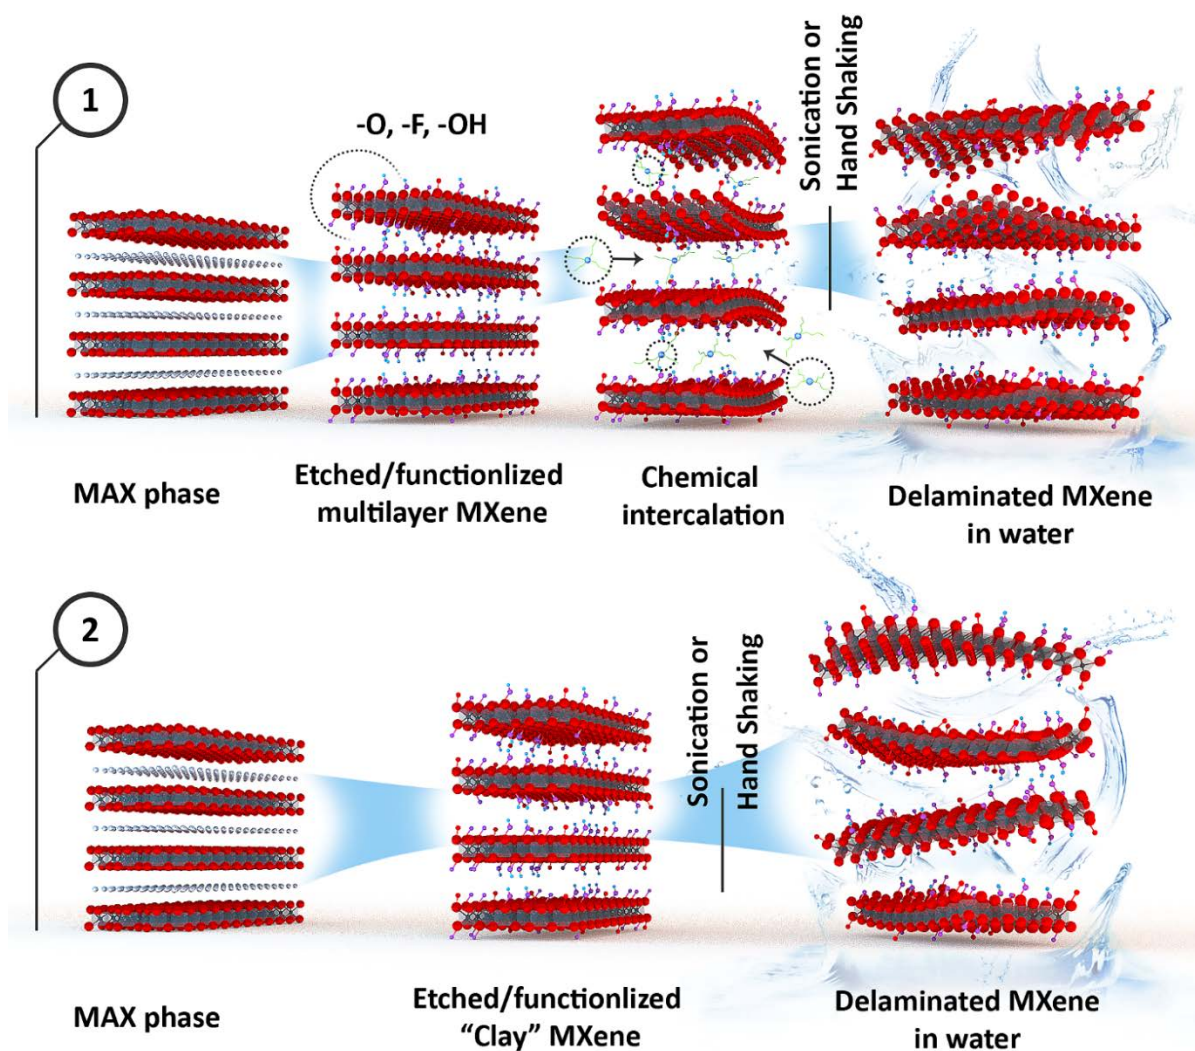 1
-O, -F, -OH
Sonication or
Hand Shaking
MAX phase
Etched/functionlized
multilayer MXene
Chemical
intercalation
Delaminated MXene
in water
2
Sonication or
Hand Shaking
MAX phase
Etched/functionlized
“Clay” MXene
Delaminated MXene
in water